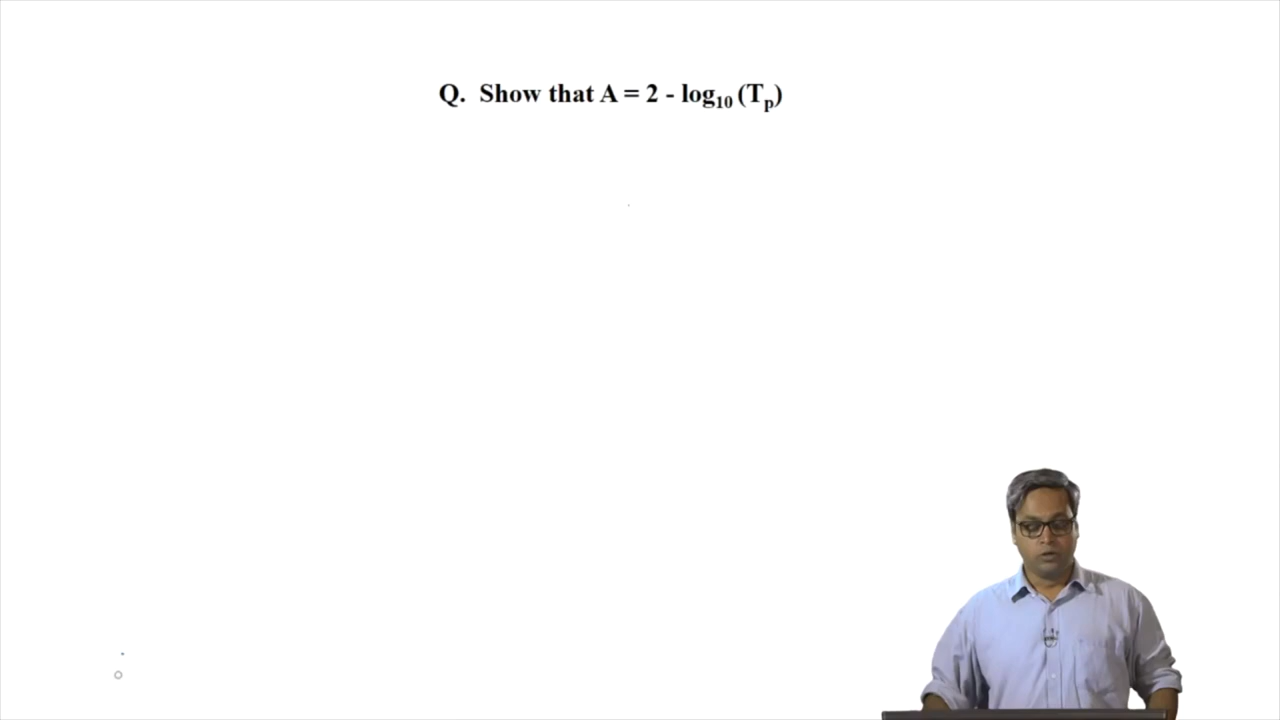 Q. Show that A = 2 - log₁₀ (Tₚ)